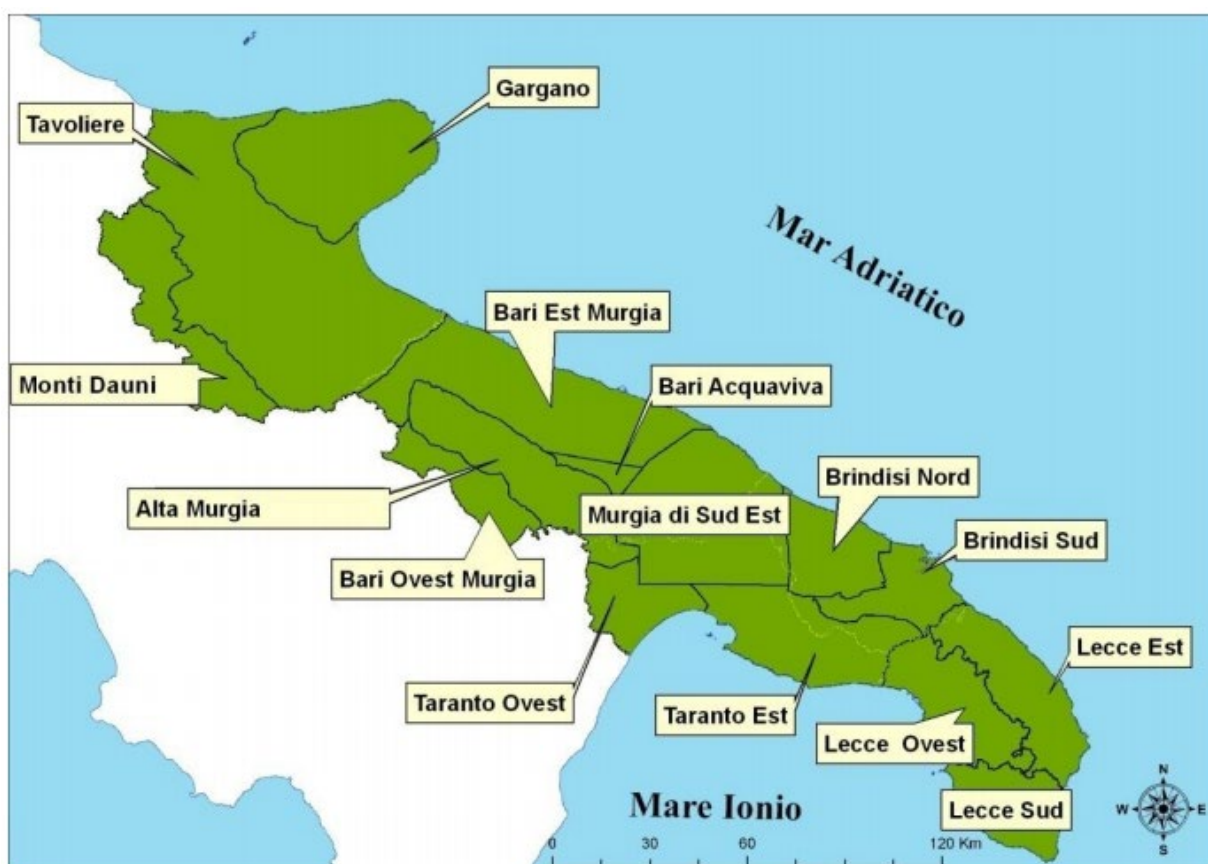 Gargano
Tavoliere
Mar Adriatico
Bari Est Murgia
Monti Dauni
Bari Acquaviva
Brindisi Nord
Alta Murgia
Murgia di Sud Est
Brindisi Sud
Bari Ovest Murgia
Lecce Est
Taranto Ovest
Taranto Est
Lecce Ovest
N
W E
S
Mare Ionio
Lecce Sud
0 30 60 90 120 Km